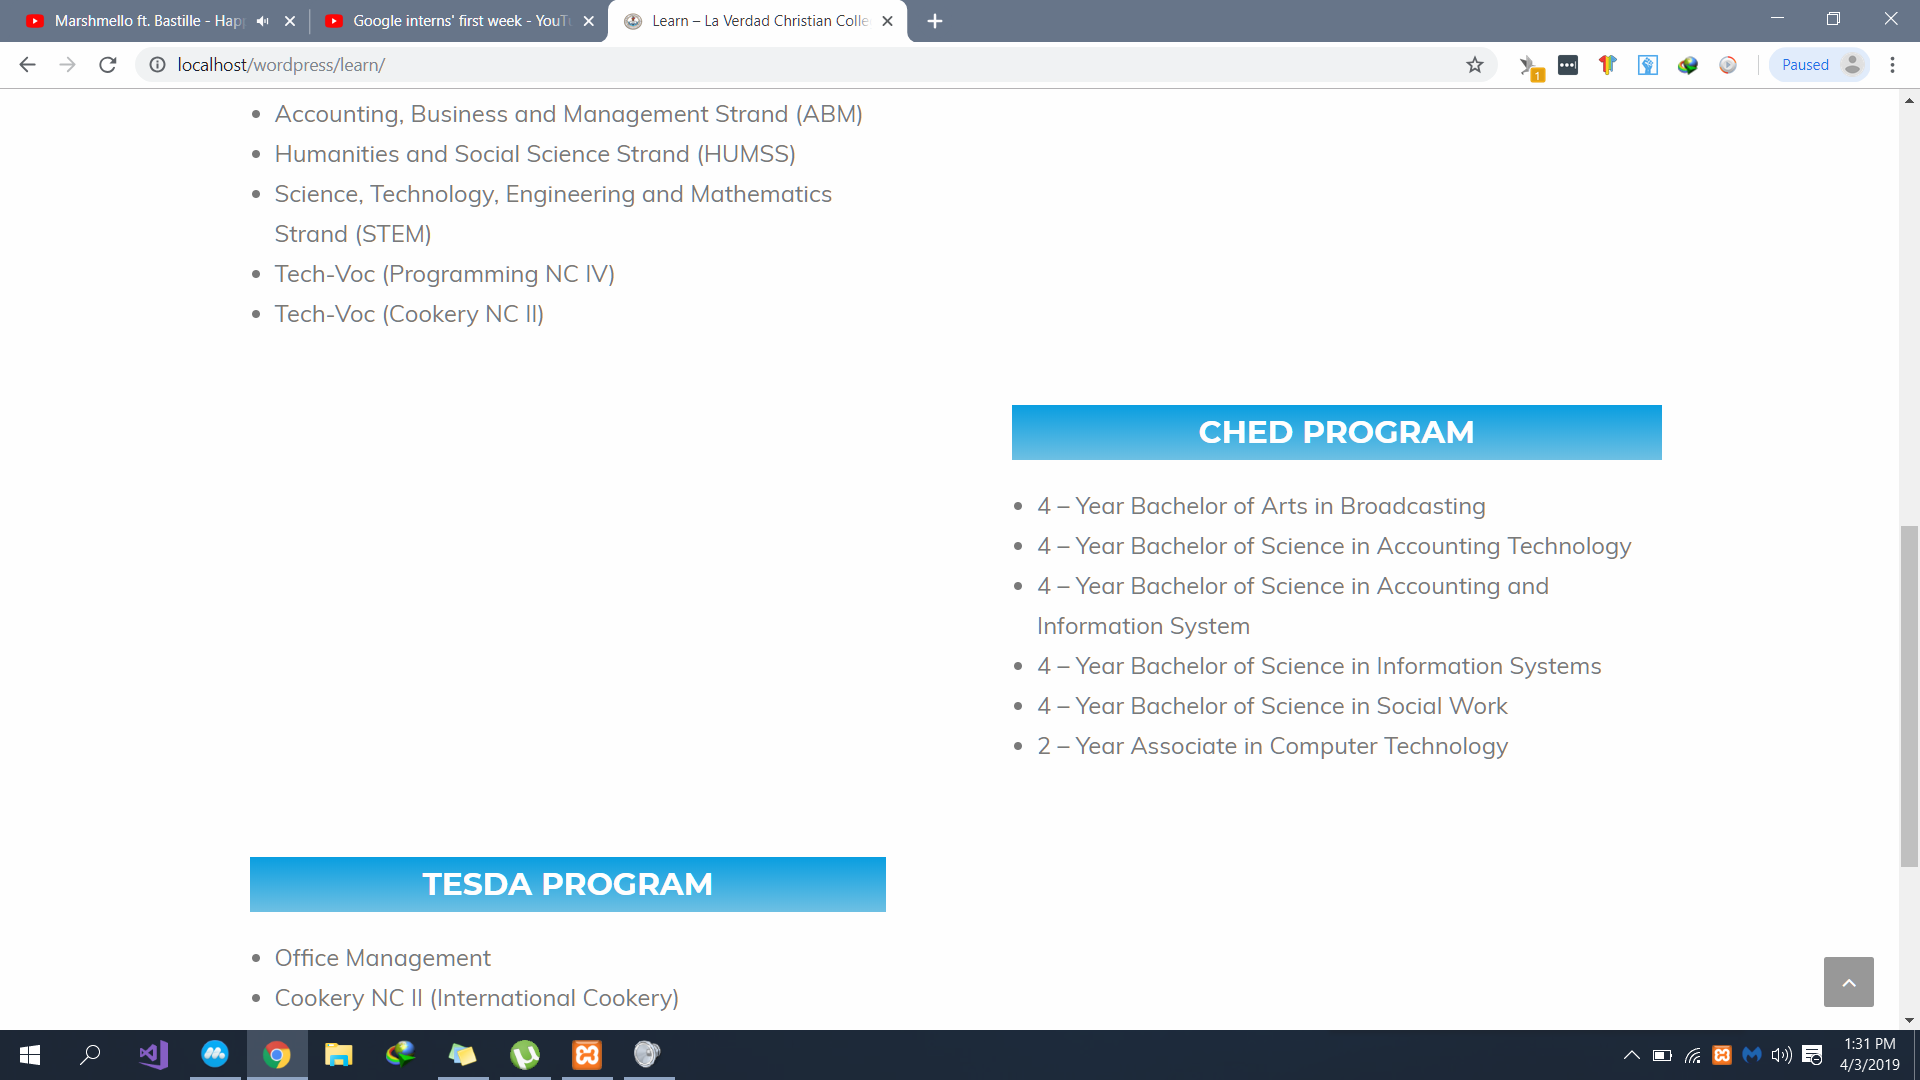 Marshmello ft. Bastille - Hap
Google interns' first week - YouTu
Learn – La Verdad Christian Colle
localhost/wordpress/learn/
1
Paused
Accounting, Business and Management Strand (ABM)
Humanities and Social Science Strand (HUMSS)
Science, Technology, Engineering and Mathematics
Strand (STEM)
Tech-Voc (Programming NC IV)
Tech-Voc (Cookery NC II)
CHED PROGRAM
4 – Year Bachelor of Arts in Broadcasting
4 – Year Bachelor of Science in Accounting Technology
4 – Year Bachelor of Science in Accounting and
Information System
4 – Year Bachelor of Science in Information Systems
4 – Year Bachelor of Science in Social Work
2 – Year Associate in Computer Technology
TESDA PROGRAM
Office Management
Cookery NC II (International Cookery)
1:31 PM
4/3/2019